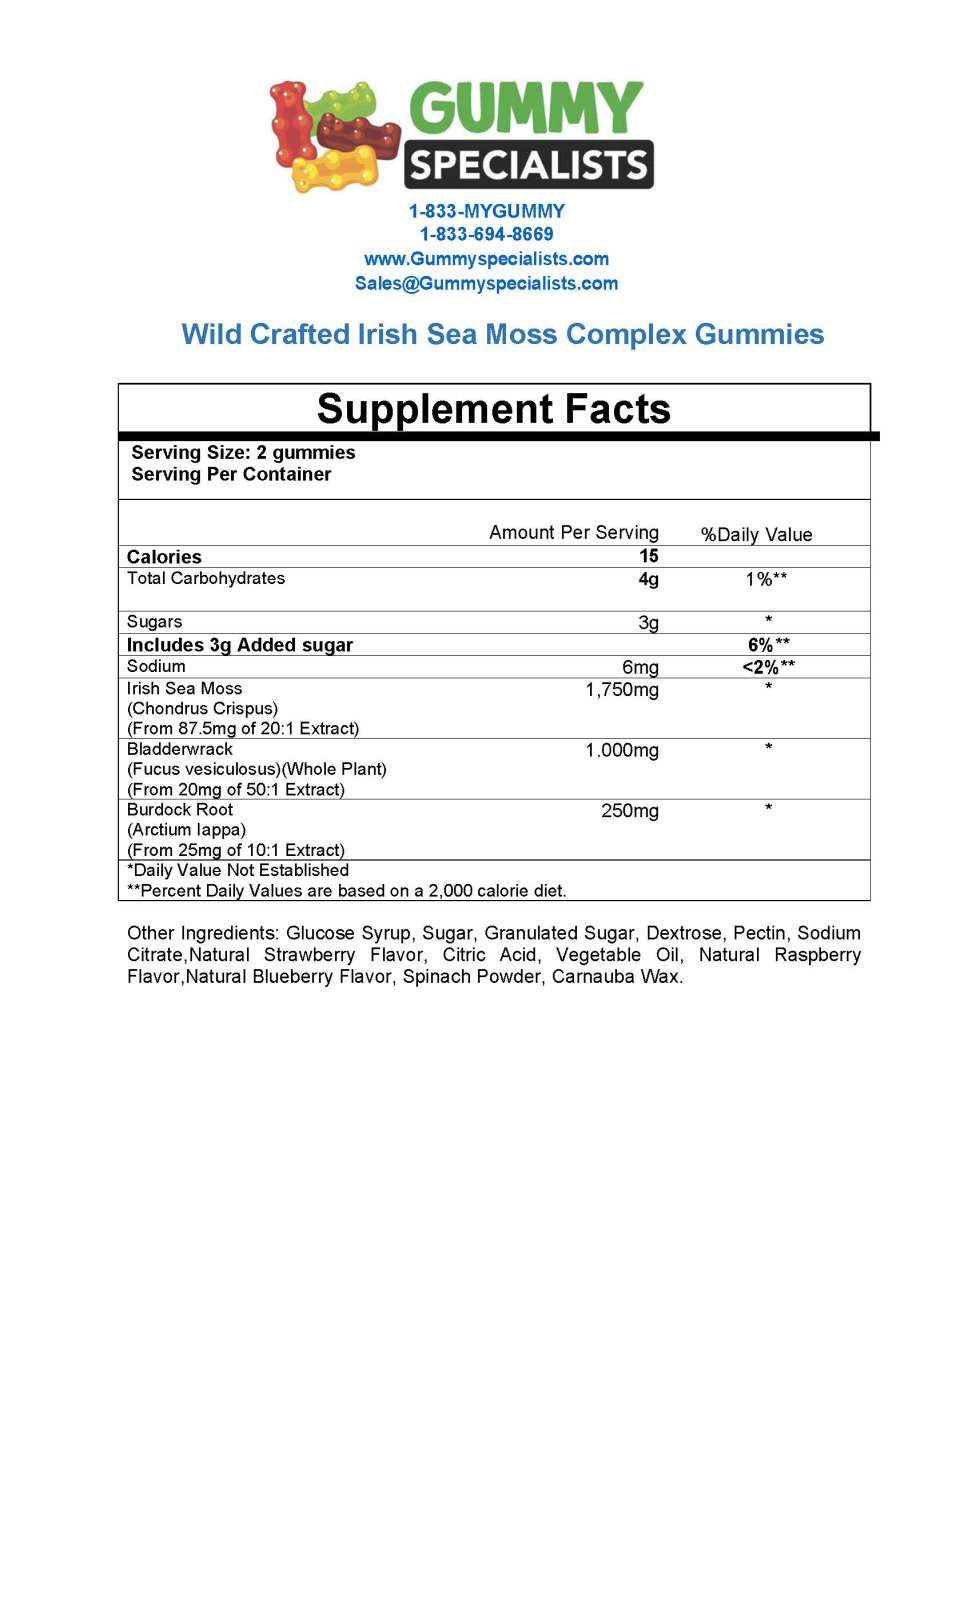 GUMMY
SPECIALISTS
1-833-MYGUMMY
1-833-694-8669
www.Gummyspecialists.com
Sales@Gummyspecialists.com
Wild Crafted Irish Sea Moss Complex Gummies
Supplement Facts
Serving Size: 2 gummies
Serving Per Container
Amount Per Serving %Daily Value
Calories 15
Total Carbohydrates 4g 1%**
Sugars 3g *
Includes 3g Added sugar 6%**
Sodium 6mg <2%**
Irish Sea Moss 1,750mg *
(Chondrus Crispus)
(From 87.5mg of 20:1 Extract)
Bladderwrack 1.000mg *
(Fucus vesiculosus)(Whole Plant)
(From 20mg of 50:1 Extract)
Burdock Root 250mg *
(Arctium lappa)
(From 25mg of 10:1 Extract)
*Daily Value Not Established
**Percent Daily Values are based on a 2,000 calorie diet.
Other Ingredients: Glucose Syrup, Sugar, Granulated Sugar, Dextrose, Pectin, Sodium
Citrate,Natural Strawberry Flavor, Citric Acid, Vegetable Oil, Natural Raspberry
Flavor,Natural Blueberry Flavor, Spinach Powder, Carnauba Wax.